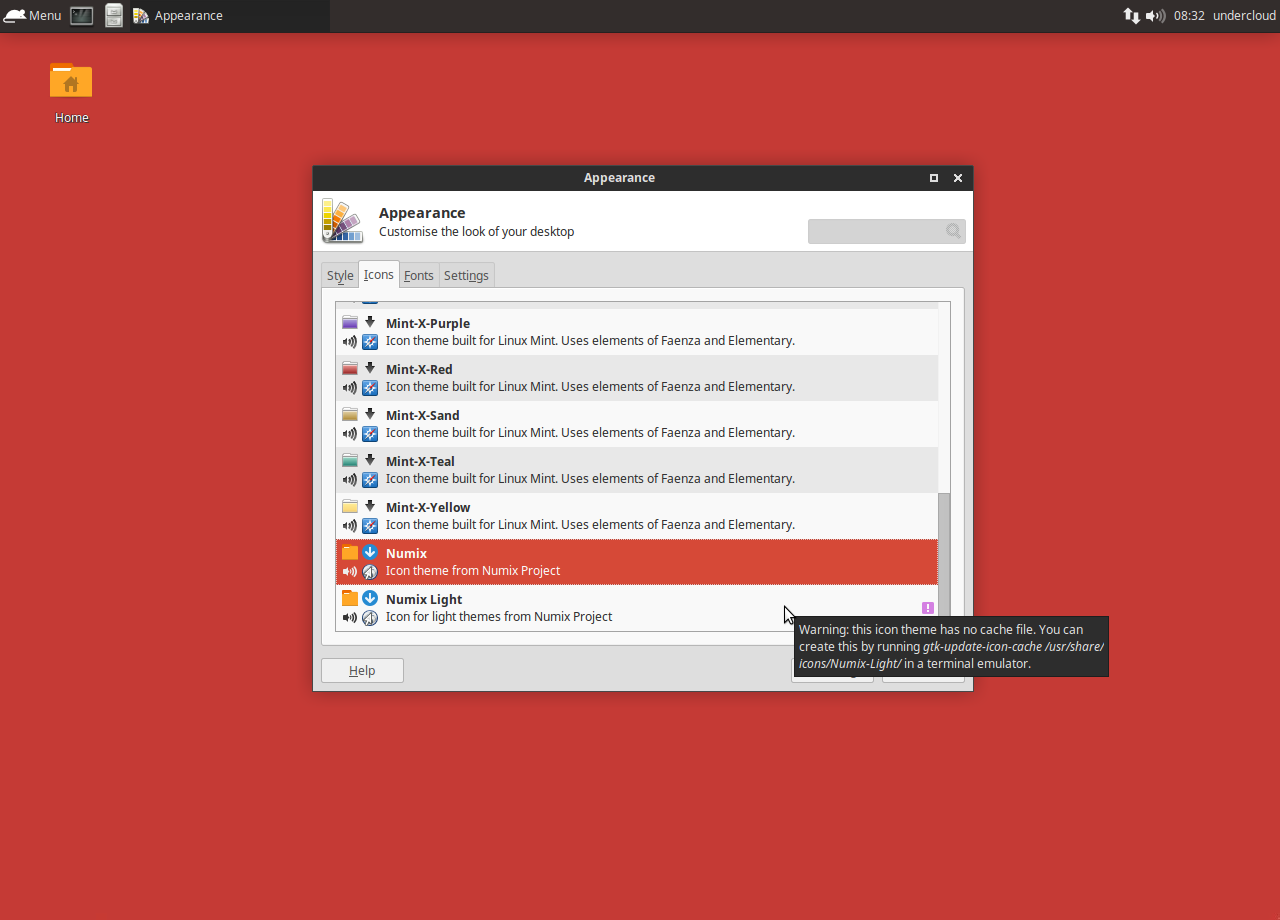 Menu
Appearance
08:32
undercloud
Home
Appearance
Appearance
Customise the look of your desktop
Style
Icons
Fonts
Settings
Mint-X-Purple
Icon theme built for Linux Mint. Uses elements of Faenza and Elementary.
Mint-X-Red
Icon theme built for Linux Mint. Uses elements of Faenza and Elementary.
Mint-X-Sand
Icon theme built for Linux Mint. Uses elements of Faenza and Elementary.
Mint-X-Teal
Icon theme built for Linux Mint. Uses elements of Faenza and Elementary.
Mint-X-Yellow
Icon theme built for Linux Mint. Uses elements of Faenza and Elementary.
Numix
Icon theme from Numix Project
Numix Light
Icon for light themes from Numix Project
Warning: this icon theme has no cache file. You can
create this by running gtk-update-icon-cache /usr/share/
icons/Numix-Light/ in a terminal emulator.
Help